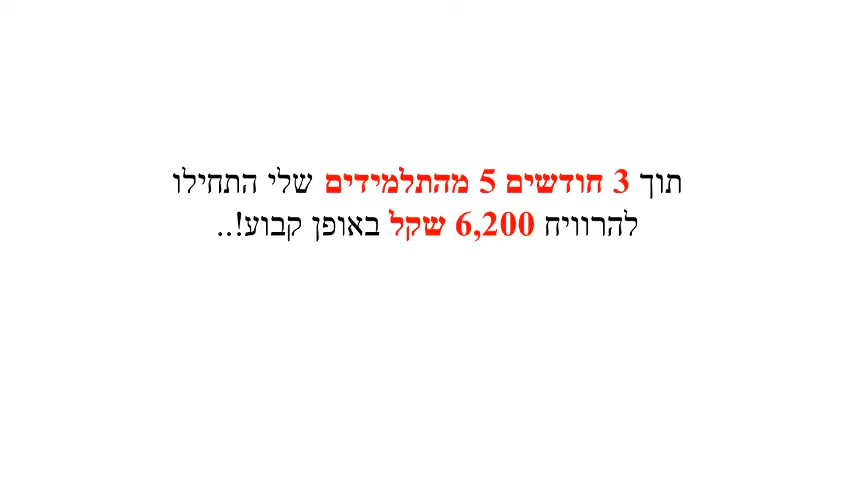 תוך 3 חודשים 5 מהתלמידים שלי התחילו
להרוויח 6,200 שקל באופן קבוע!..